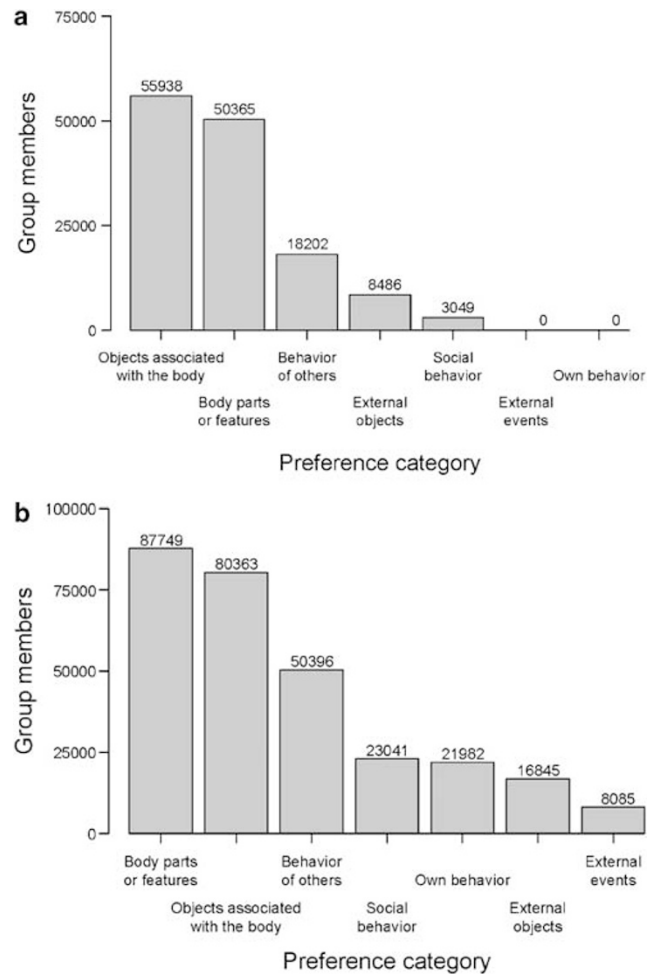 a
75000
50000
25000
0
Group members
55938
50365
18202
8486
3049
0
0
Objects associated
with the body
Body parts
or features
Behavior
of others
External
objects
Social
behavior
External
events
Own behavior
Preference category
b
100000
75000
50000
25000
0
Group members
87749
80363
50396
23041
21982
16845
8085
Body parts
or features
Objects associated
with the body
Behavior
of others
Social
behavior
Own behavior
External
objects
External
events
Preference category